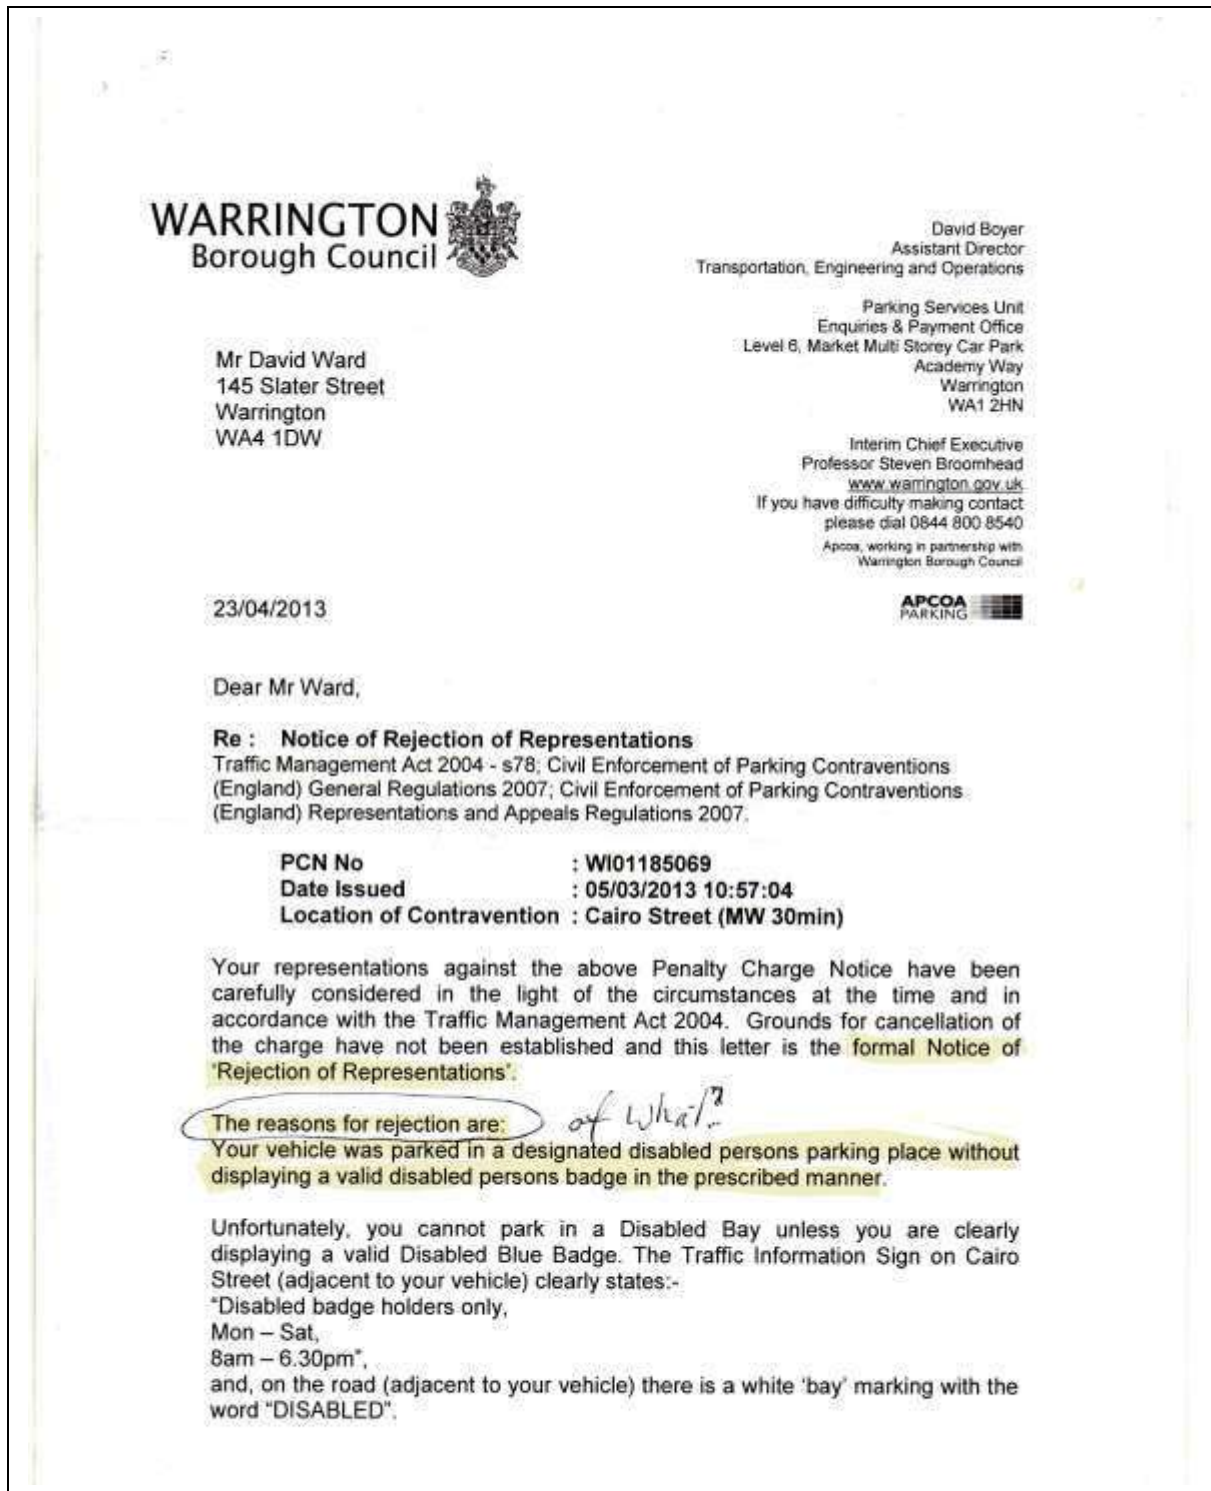 WARRINGTON
Borough Council
David Boyer
Assistant Director
Transportation, Engineering and Operations
Parking Services Unit
Enquiries & Payment Office
Level 6, Market Multi Storey Car Park
Academy Way
Warrington
WA1 2HN
Mr David Ward
145 Slater Street
Warrington
WA4 1DW
Interim Chief Executive
Professor Steven Broomhead
www.warrington.gov.uk
If you have difficulty making contact
please dial 0844 800 8540
Apcoa, working in partnership with
Warrington Borough Council
23/04/2013
APCOA
PARKING
Dear Mr Ward,
Re : Notice of Rejection of Representations
Traffic Management Act 2004 - s78; Civil Enforcement of Parking Contraventions
(England) General Regulations 2007; Civil Enforcement of Parking Contraventions
(England) Representations and Appeals Regulations 2007.
PCN No : WI01185069
Date Issued : 05/03/2013 10:57:04
Location of Contravention : Cairo Street (MW 30min)
Your representations against the above Penalty Charge Notice have been
carefully considered in the light of the circumstances at the time and in
accordance with the Traffic Management Act 2004. Grounds for cancellation of
the charge have not been established and this letter is the formal Notice of
'Rejection of Representations'.
The reasons for rejection are: of what?
Your vehicle was parked in a designated disabled persons parking place without
displaying a valid disabled persons badge in the prescribed manner.
Unfortunately, you cannot park in a Disabled Bay unless you are clearly
displaying a valid Disabled Blue Badge. The Traffic Information Sign on Cairo
Street (adjacent to your vehicle) clearly states:-
"Disabled badge holders only,
Mon – Sat,
8am – 6.30pm",
and, on the road (adjacent to your vehicle) there is a white 'bay' marking with the
word "DISABLED".